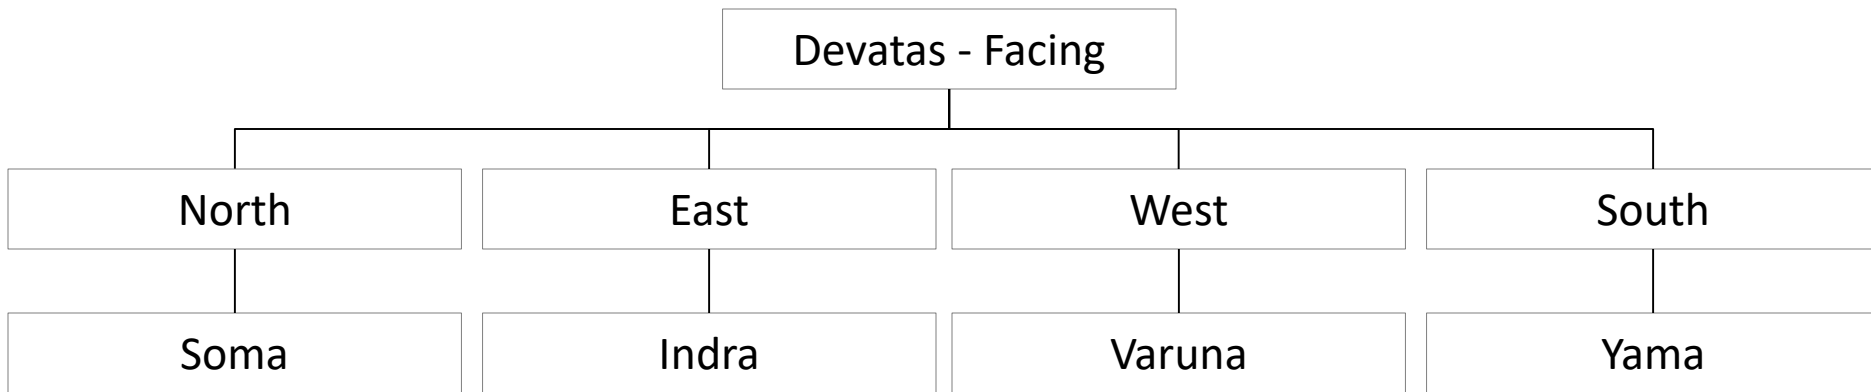 Devatas - Facing
North
East
West
South
Soma
Indra
Varuna
Yama